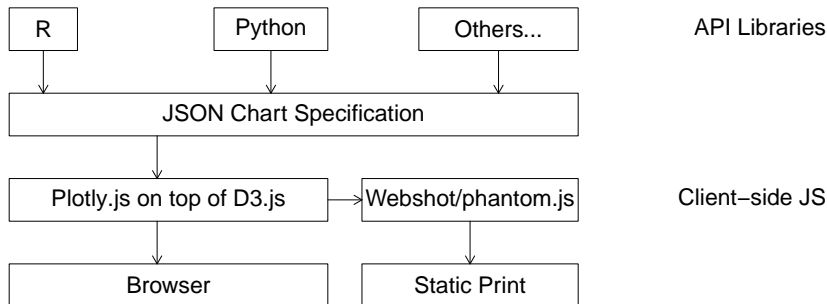 R
Python
Others...
API Libraries
JSON Chart Specification
Plotly.js on top of D3.js
Webshot/phantom.js
Client−side JS
Browser
Static Print